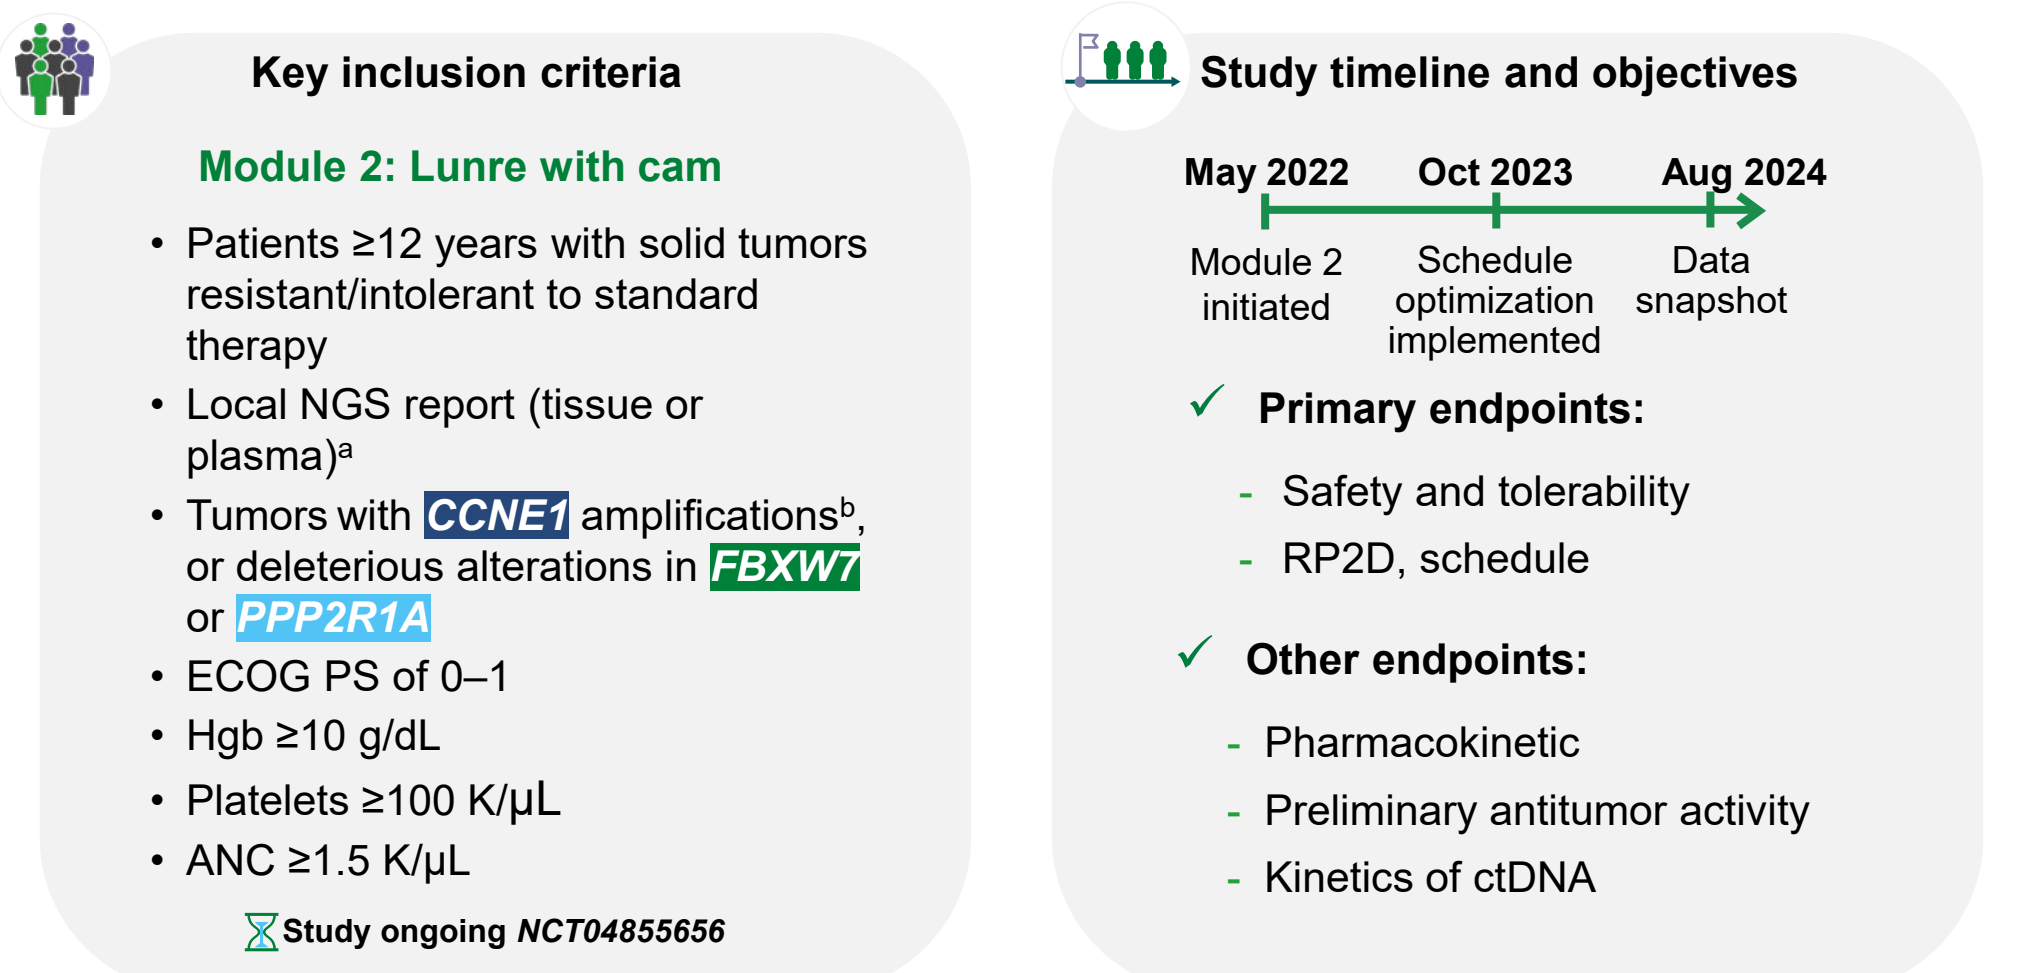 Key inclusion criteria
Module 2: Lunre with cam
• Patients ≥12 years with solid tumors
resistant/intolerant to standard
therapy
• Local NGS report (tissue or
plasma)ᵃ
• Tumors with CCNE1 amplificationsᵇ,
or deleterious alterations in FBXW7
or PPP2R1A
• ECOG PS of 0–1
• Hgb ≥10 g/dL
• Platelets ≥100 K/µL
• ANC ≥1.5 K/µL
Study ongoing NCT04855656
Study timeline and objectives
May 2022 Oct 2023 Aug 2024
Module 2
initiated
Schedule
optimization
implemented
Data
snapshot
✓ Primary endpoints:
- Safety and tolerability
- RP2D, schedule
✓ Other endpoints:
- Pharmacokinetic
- Preliminary antitumor activity
- Kinetics of ctDNA